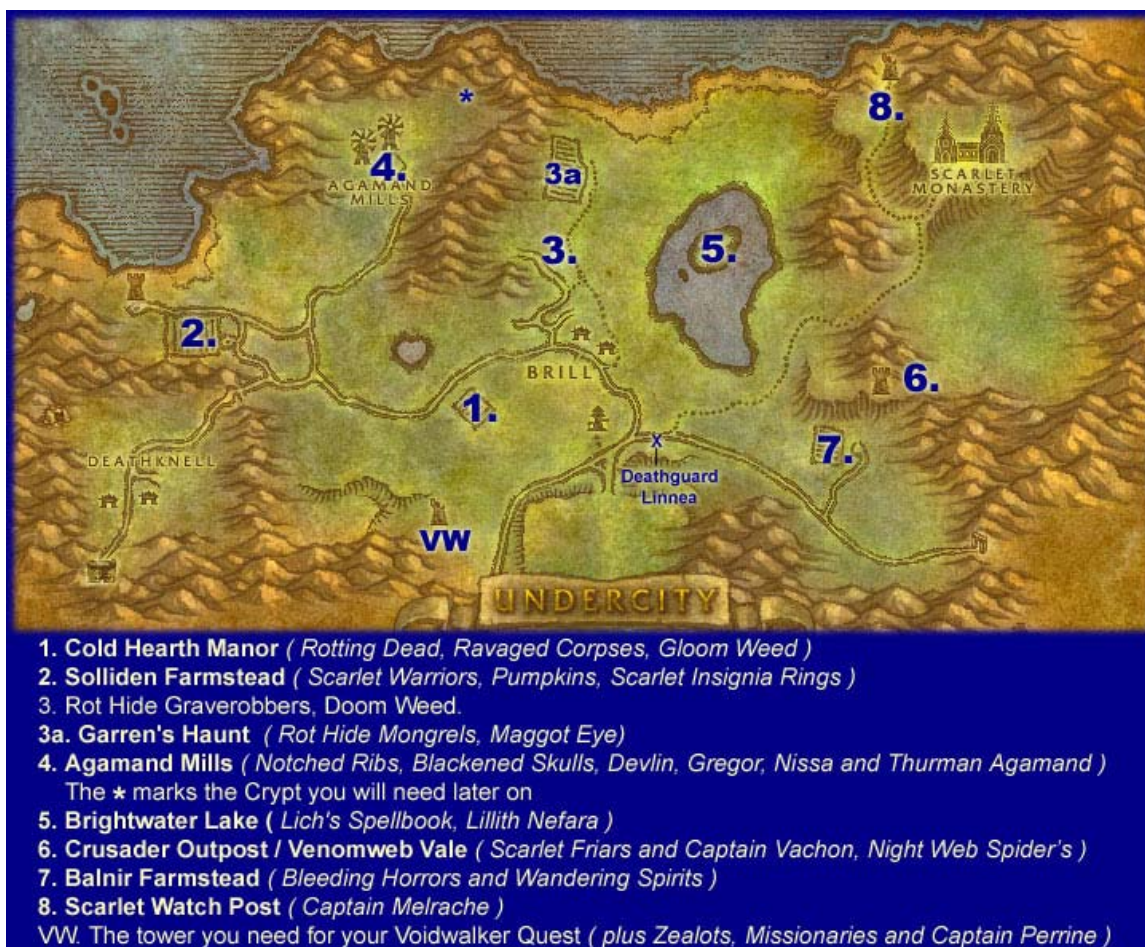 *
8.
4.
3a
AGAMAND
MILLS
SCARLET
MONASTERY
3.
5.
2.
BRILL
6.
1.
X
7.
DEATHKNELL
Deathguard
Linnea
VW
UNDERCITY
1. Cold Hearth Manor ( Rotting Dead, Ravaged Corpses, Gloom Weed )
2. Solliden Farmstead ( Scarlet Warriors, Pumpkins, Scarlet Insignia Rings )
3. Rot Hide Graverobbers, Doom Weed.
3a. Garren's Haunt ( Rot Hide Mongrels, Maggot Eye)
4. Agamand Mills ( Notched Ribs, Blackened Skulls, Devlin, Gregor, Nissa and Thurman Agamand )
The * marks the Crypt you will need later on
5. Brightwater Lake ( Lich's Spellbook, Lillith Nefara )
6. Crusader Outpost / Venomweb Vale ( Scarlet Friars and Captain Vachon, Night Web Spider's )
7. Balnir Farmstead ( Bleeding Horrors and Wandering Spirits )
8. Scarlet Watch Post ( Captain Melrache )
VW. The tower you need for your Voidwalker Quest ( plus Zealots, Missionaries and Captain Perrine )